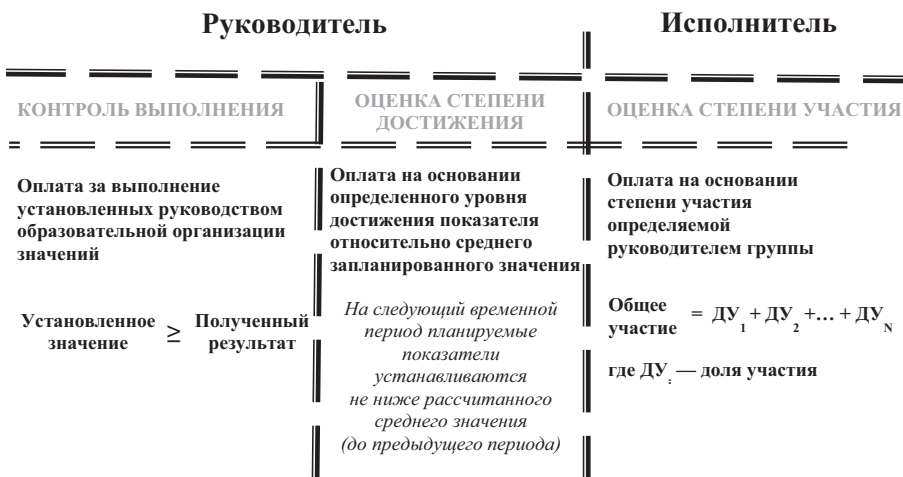 Руководитель
Исполнитель
КОНТРОЛЬ ВЫПОЛНЕНИЯ
ОЦЕНКА СТЕПЕНИ
ДОСТИЖЕНИЯ
ОЦЕНКА СТЕПЕНИ УЧАСТИЯ
Оплата за выполнение
установленных руководством
образовательной организации
значений
Установленное
значение
≥
Полученный
результат
Оплата на основании
определенного уровня
достижения показателя
относительно среднего
запланированного значения
На следующий временной
период планируемые
показатели
устанавливаются
не ниже рассчитанного
среднего значения
(до предыдущего периода)
Оплата на основании
степени участия
определяемой
руководителем группы
Общее
участие
= ДУ₁ + ДУ₂ +… + ДУN
где ДУ: — доля участия